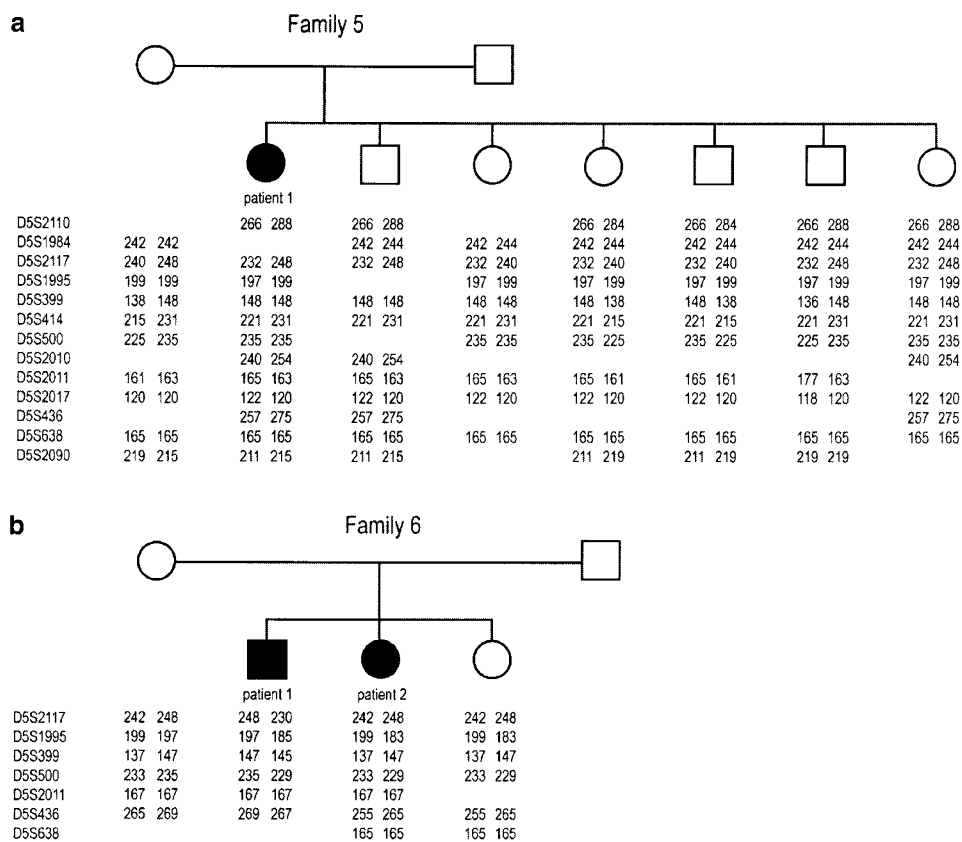 a
Family 5
patient 1
D5S2110 266 288 266 288 266 284 266 284 266 288 266 288
D5S1984 242 242 242 244 242 244 242 244 242 244 242 244 242 244
D5S2117 240 248 232 248 232 248 232 240 232 240 232 240 232 248 232 248
D5S1995 199 199 197 199 197 199 197 199 197 199 197 199 197 199
D5S399 138 148 148 148 148 148 148 148 148 138 148 138 136 148 148 148
D5S414 215 231 221 231 221 231 221 231 221 215 221 215 221 231 221 231
D5S500 225 235 235 235 235 235 235 225 235 225 225 235 235 235
D5S2010 240 254 240 254 240 254
D5S2011 161 163 165 163 165 163 165 163 165 161 165 161 177 163
D5S2017 120 120 122 120 122 120 122 120 122 120 122 120 118 120 122 120
D5S436 257 275 257 275 257 275
D5S638 165 165 165 165 165 165 165 165 165 165 165 165 165 165 165 165
D5S2090 219 215 211 215 211 215 211 219 211 219 219 219
b
Family 6
patient 1 patient 2
D5S2117 242 248 248 230 242 248 242 248
D5S1995 199 197 197 185 199 183 199 183
D5S399 137 147 147 145 137 147 137 147
D5S500 233 235 235 229 233 229 233 229
D5S2011 167 167 167 167 167 167
D5S436 265 269 269 267 255 265 255 265
D5S638 165 165 165 165